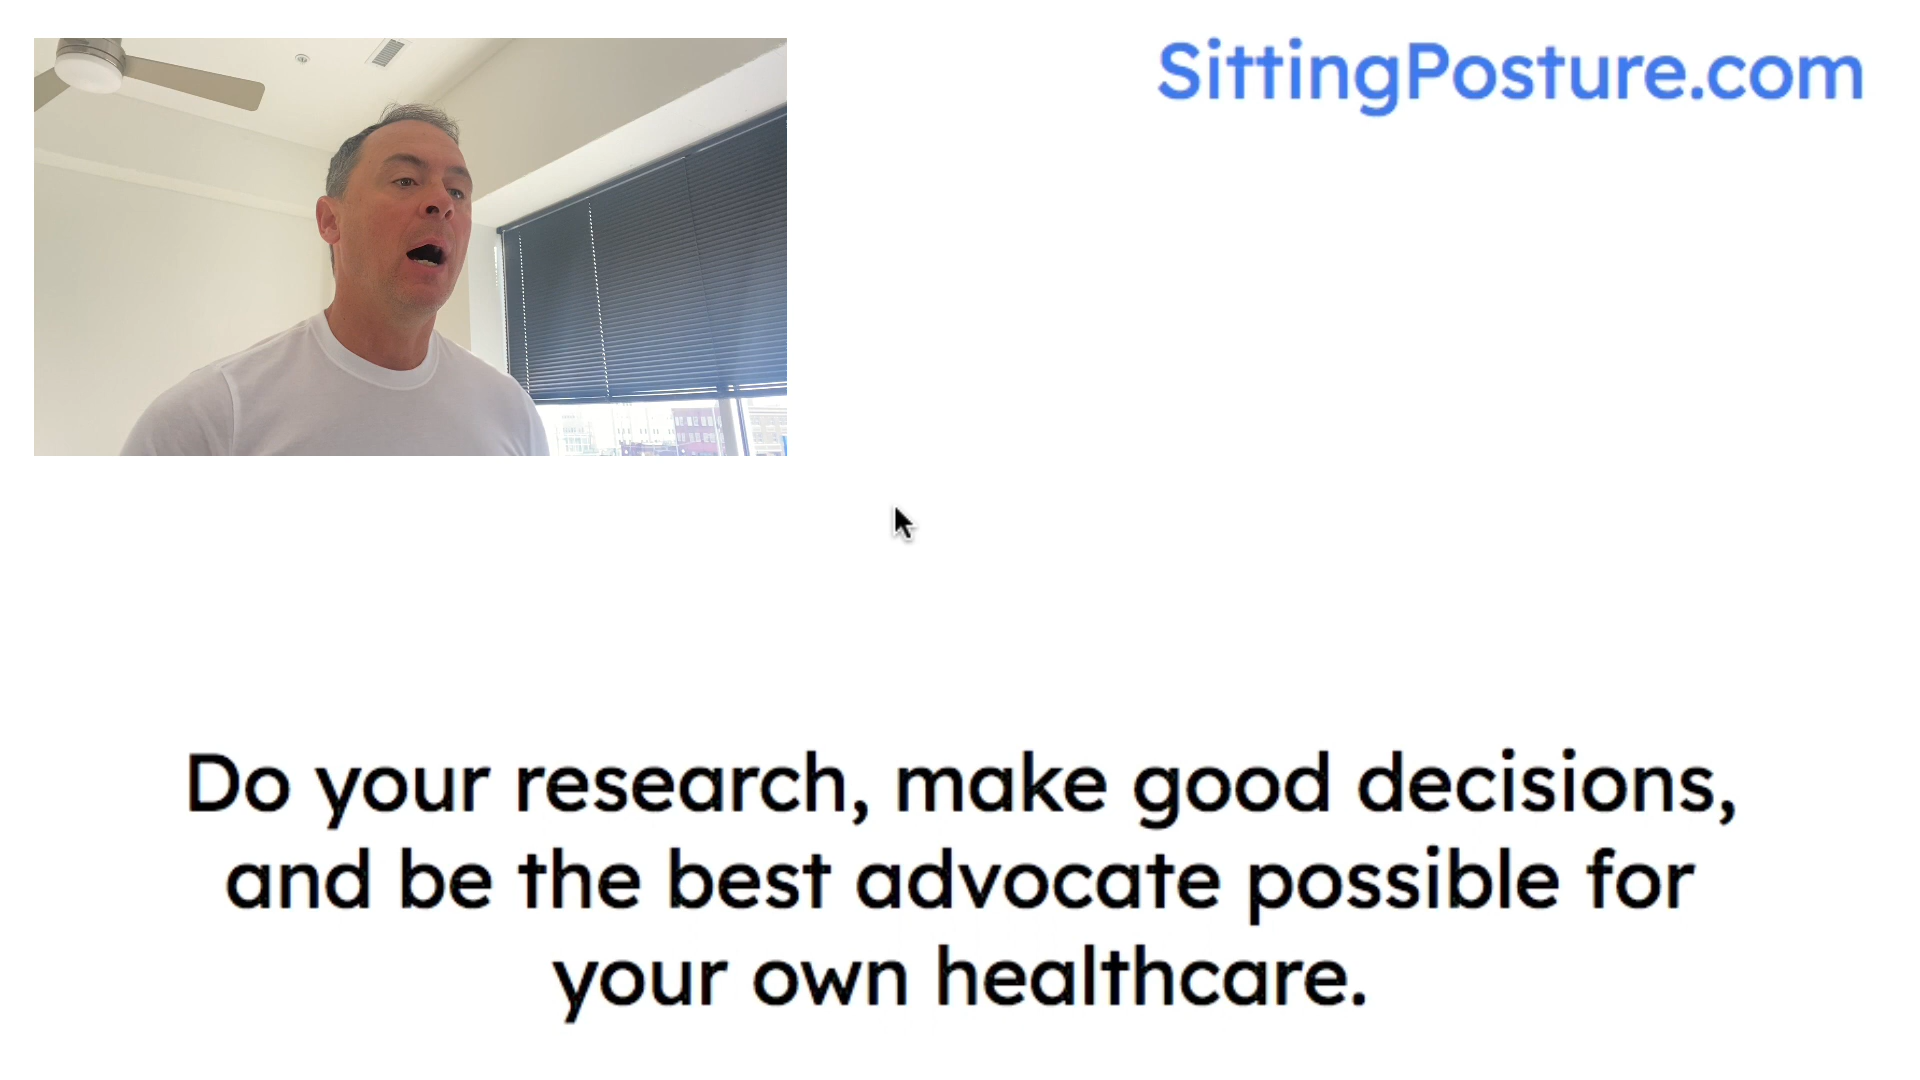 SittingPosture.com
Do your research, make good decisions,
and be the best advocate possible for
your own healthcare.